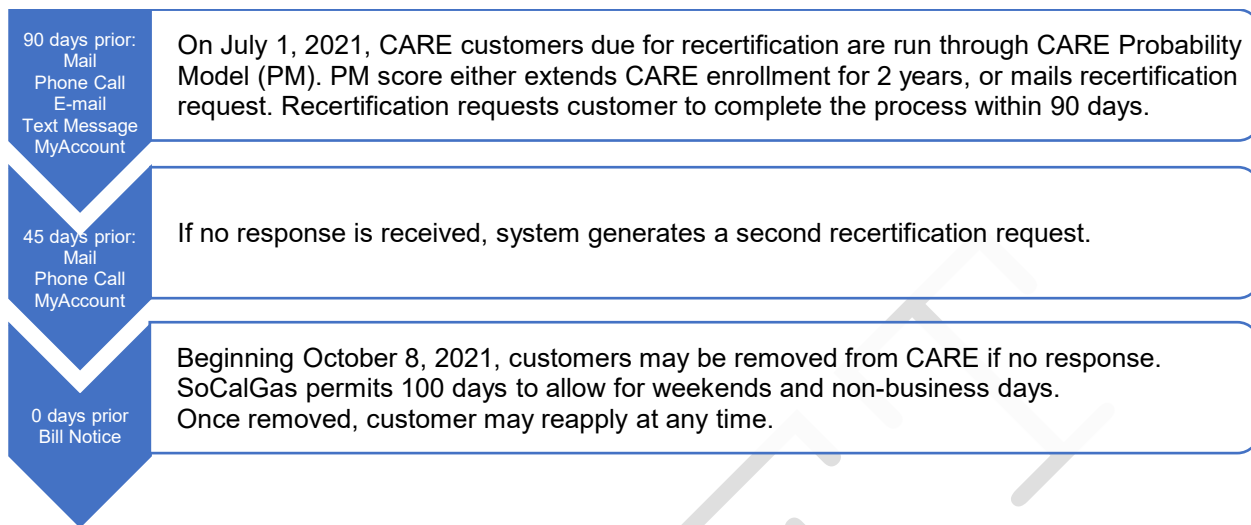 90 days prior:
Mail
Phone Call
E-mail
Text Message
MyAccount
On July 1, 2021, CARE customers due for recertification are run through CARE Probability
Model (PM). PM score either extends CARE enrollment for 2 years, or mails recertification
request. Recertification requests customer to complete the process within 90 days.
45 days prior:
Mail
Phone Call
MyAccount
If no response is received, system generates a second recertification request.
0 days prior
Bill Notice
Beginning October 8, 2021, customers may be removed from CARE if no response.
SoCalGas permits 100 days to allow for weekends and non-business days.
Once removed, customer may reapply at any time.